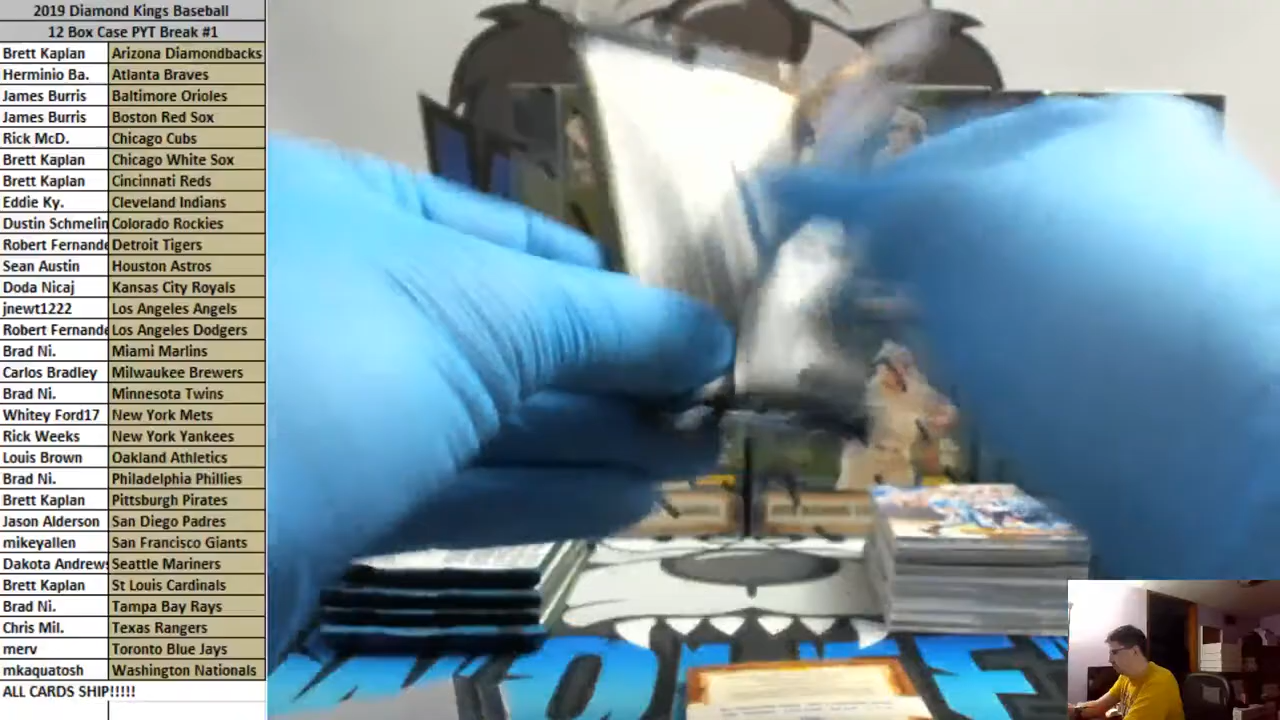 2019 Diamond Kings Baseball
12 Box Case PYT Break #1
Brett Kaplan Arizona Diamondbacks
Herminio Ba. Atlanta Braves
James Burris Baltimore Orioles
James Burris Boston Red Sox
Rick McD. Chicago Cubs
Brett Kaplan Chicago White Sox
Brett Kaplan Cincinnati Reds
Eddie Ky. Cleveland Indians
Dustin Schmelin Colorado Rockies
Robert Fernande Detroit Tigers
Sean Austin Houston Astros
Doda Nicaj Kansas City Royals
jnewt1222 Los Angeles Angels
Robert Fernande Los Angeles Dodgers
Brad Ni. Miami Marlins
Carlos Bradley Milwaukee Brewers
Brad Ni. Minnesota Twins
Whitey Ford17 New York Mets
Rick Weeks New York Yankees
Louis Brown Oakland Athletics
Brad Ni. Philadelphia Phillies
Brett Kaplan Pittsburgh Pirates
Jason Alderson San Diego Padres
mikeyallen San Francisco Giants
Dakota Andrews Seattle Mariners
Brett Kaplan St Louis Cardinals
Brad Ni. Tampa Bay Rays
Chris Mil. Texas Rangers
merv Toronto Blue Jays
mkaquatosh Washington Nationals
ALL CARDS SHIP!!!!!